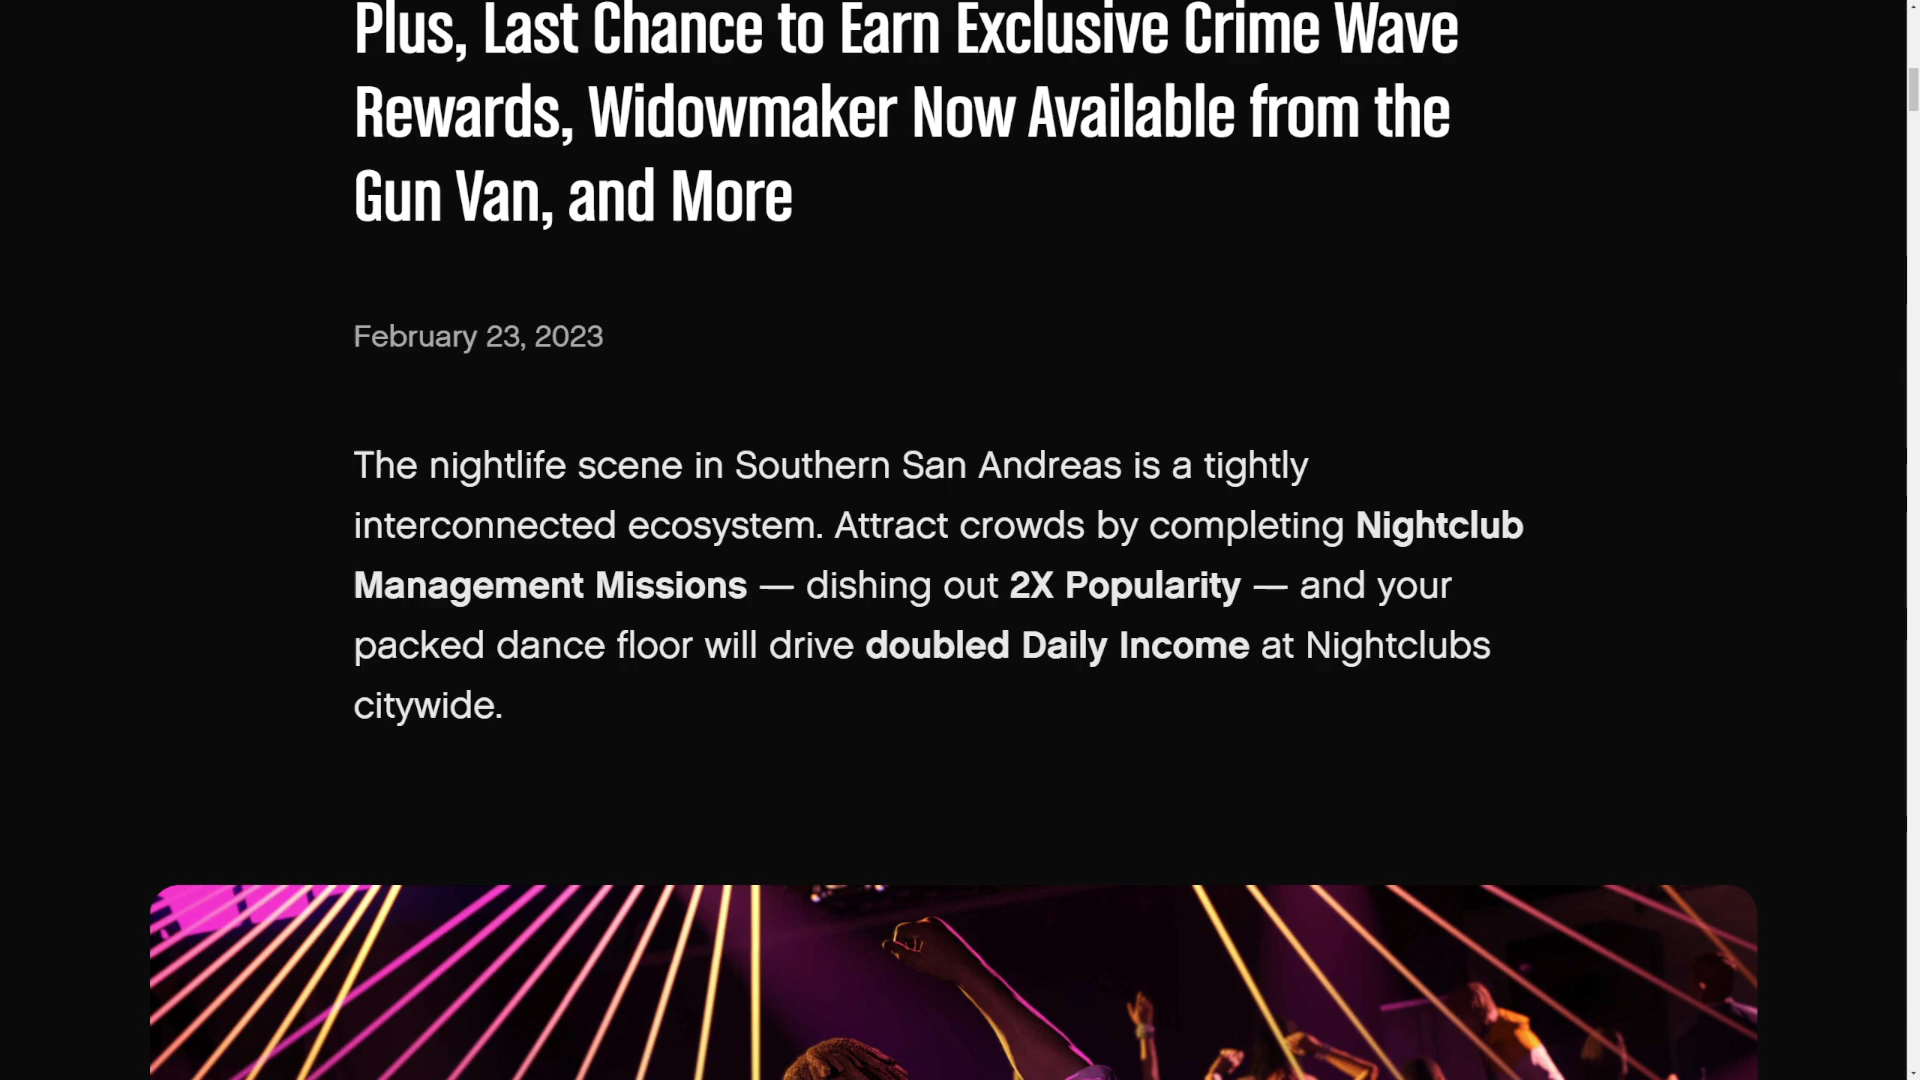 Plus, Last Chance to Earn Exclusive Crime Wave
Rewards, Widowmaker Now Available from the
Gun Van, and More
February 23, 2023
The nightlife scene in Southern San Andreas is a tightly
interconnected ecosystem. Attract crowds by completing Nightclub
Management Missions — dishing out 2X Popularity — and your
packed dance floor will drive doubled Daily Income at Nightclubs
citywide.